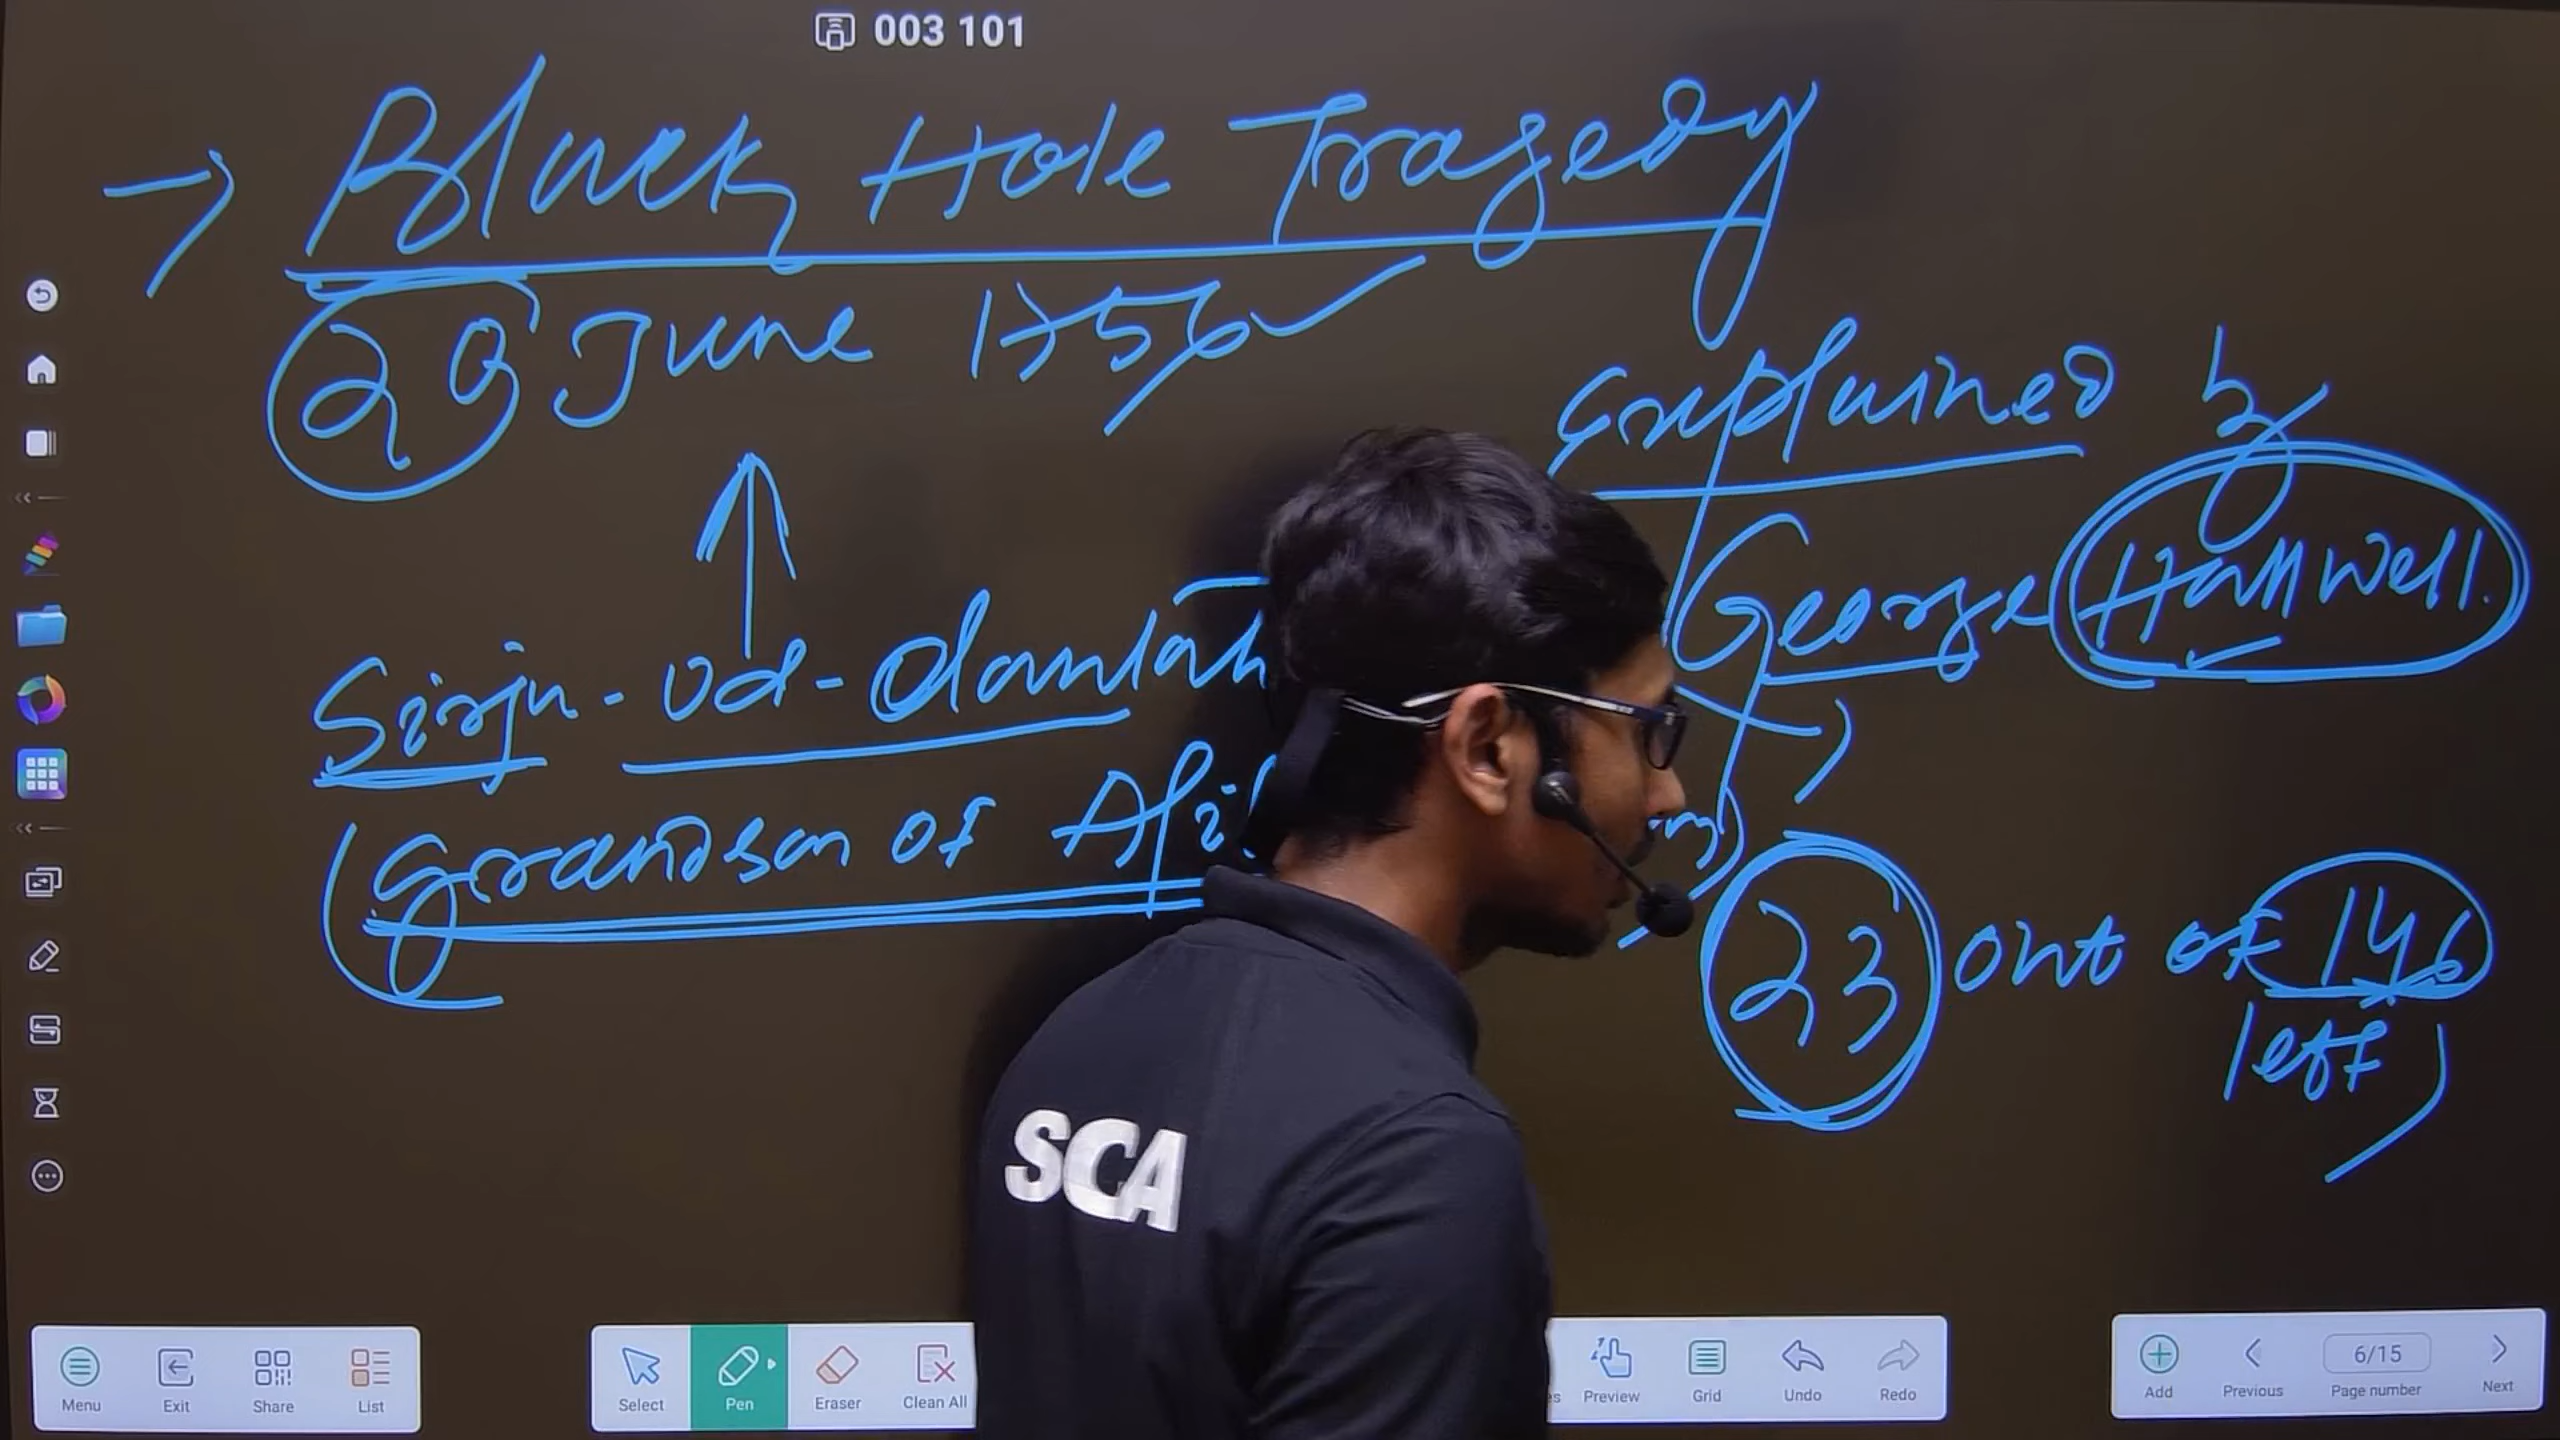 003 101
→ Black Hole Tragedy
20 June 1756
Explained by
George Hallwell.
Siraju-Ud-daulah
(Grandson of
23 out of 146
left
SCA
Menu Exit Share List Select Pen Eraser Clean All Preview Grid Undo Redo Add Previous 6/15 Page number Next